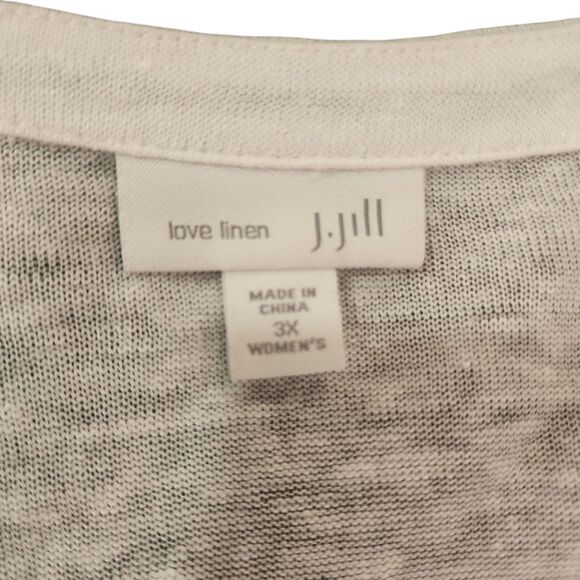 love linen J.Jill
MADE IN
CHINA
3X
WOMEN'S